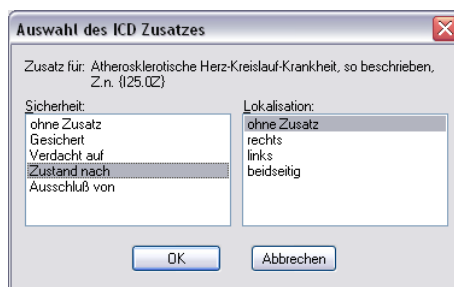 Auswahl des ICD Zusatzes
Zusatz für: Atherosklerotische Herz-Kreislauf-Krankheit, so beschrieben,
Z.n. {I25.0Z}
Sicherheit:
ohne Zusatz
Gesichert
Verdacht auf
Zustand nach
Ausschluß von
Lokalisation:
ohne Zusatz
rechts
links
beidseitig
OK
Abbrechen